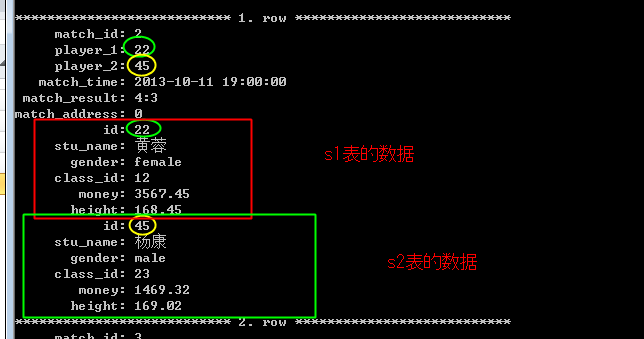 *************************** 1. row ***************************
match_id: 2
player_1: 22
player_2: 45
match_time: 2013-10-11 19:00:00
match_result: 4:3
match_address: 0
id: 22
stu_name: 黄蓉
gender: female
class_id: 12
money: 3567.45
height: 168.45
s1表的数据
id: 45
stu_name: 杨康
gender: male
class_id: 23
money: 1469.32
height: 169.02
s2表的数据
*************************** 2. row ***************************
match_id: 3